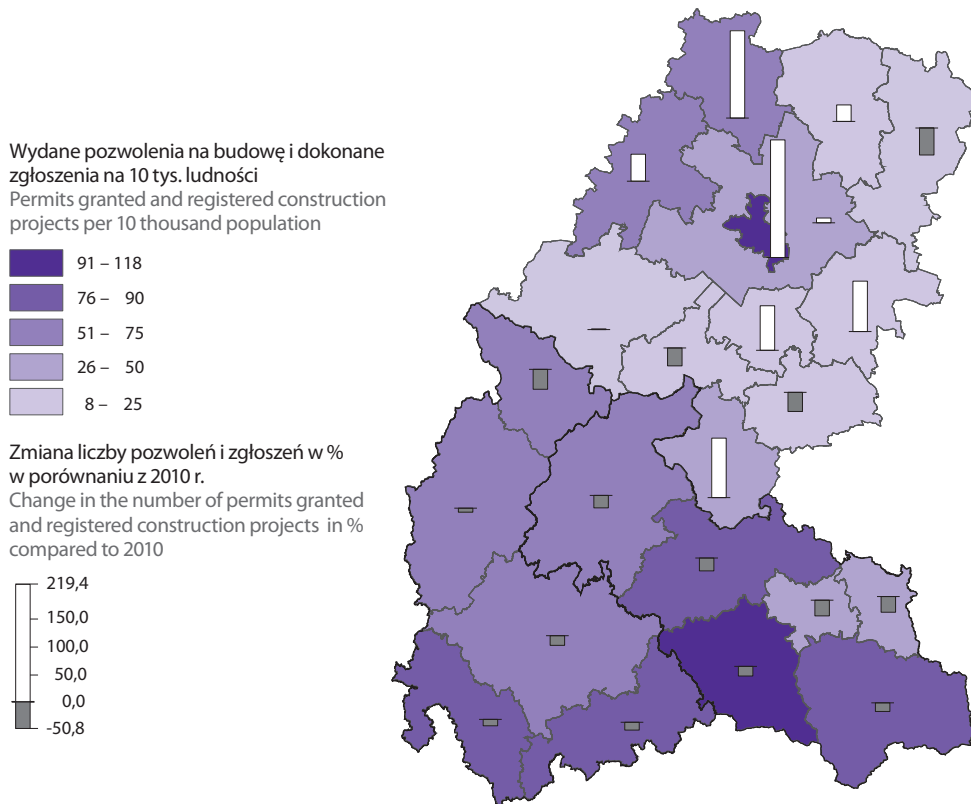 Wydane pozwolenia na budowę i dokonane
zgłoszenia na 10 tys. ludności
Permits granted and registered construction
projects per 10 thousand population
91 – 118
76 – 90
51 – 75
26 – 50
8 – 25
Zmiana liczby pozwoleń i zgłoszeń w %
w porównaniu z 2010 r.
Change in the number of permits granted
and registered construction projects in %
compared to 2010
219,4
150,0
100,0
50,0
0,0
-50,8